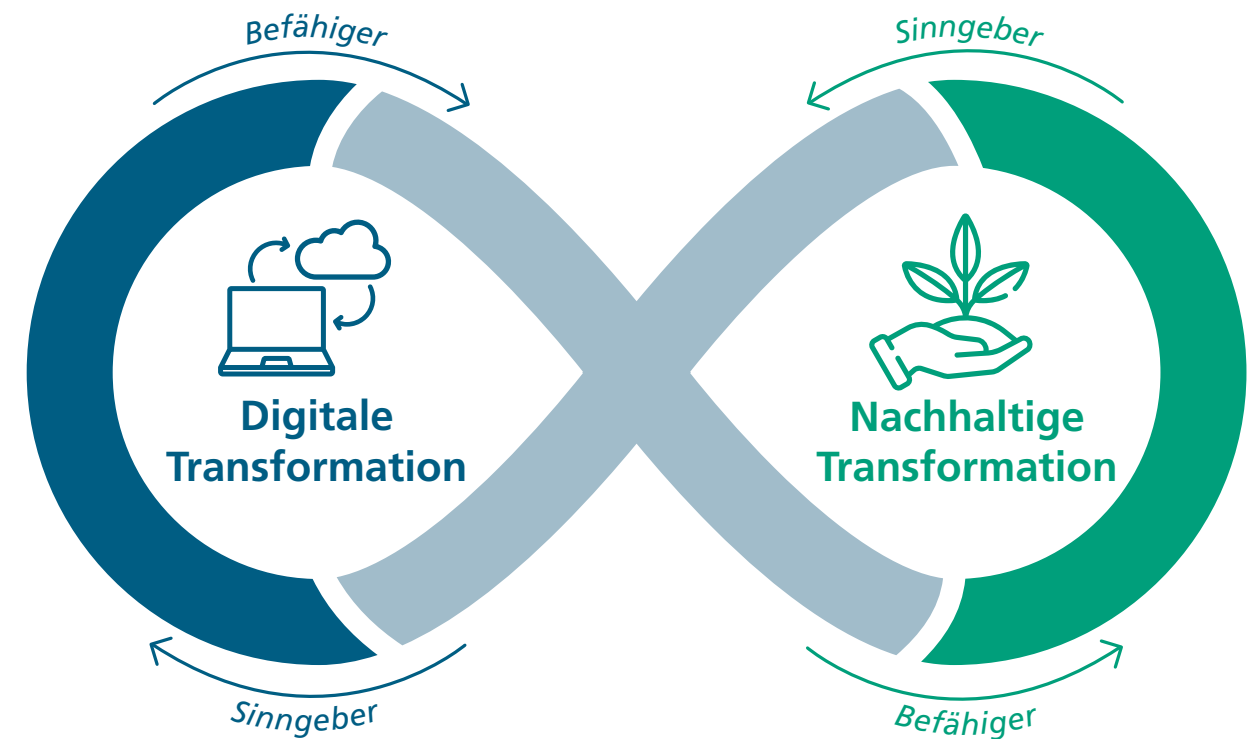 Befähiger
Sinngeber
Digitale
Transformation
Nachhaltige
Transformation
Sinngeber
Befähiger